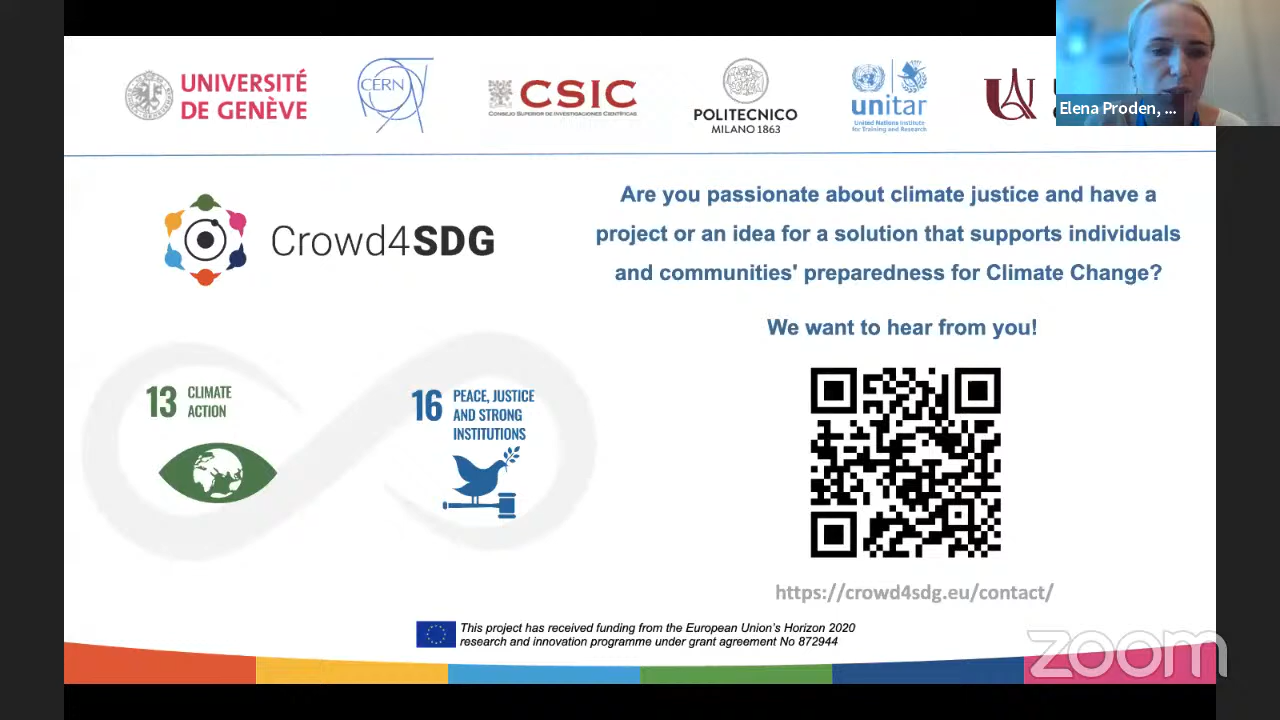 UNIVERSITÉ
DE GENÈVE
CERN
CSIC
CONSEJO SUPERIOR DE INVESTIGACIONES CIENTÍFICAS
POLITECNICO
MILANO 1863
unitar
United Nations Institute
for Training and Research
U
Elena Proden, ...
Crowd4SDG
Are you passionate about climate justice and have a
project or an idea for a solution that supports individuals
and communities' preparedness for Climate Change?
We want to hear from you!
13 CLIMATE
ACTION
16 PEACE, JUSTICE
AND STRONG
INSTITUTIONS
https://crowd4sdg.eu/contact/
This project has received funding from the European Union's Horizon 2020
research and innovation programme under grant agreement No 872944
zoom